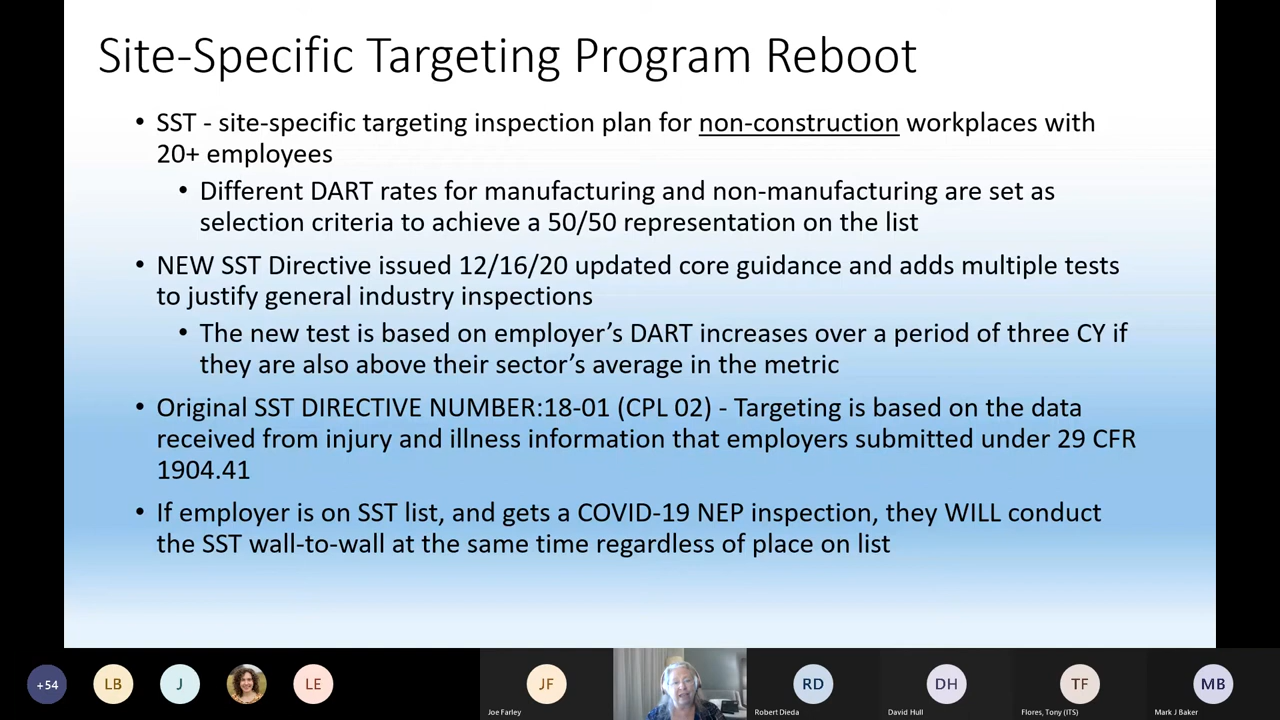 Site-Specific Targeting Program Reboot
• SST - site-specific targeting inspection plan for non-construction workplaces with
20+ employees
• Different DART rates for manufacturing and non-manufacturing are set as
selection criteria to achieve a 50/50 representation on the list
• NEW SST Directive issued 12/16/20 updated core guidance and adds multiple tests
to justify general industry inspections
• The new test is based on employer's DART increases over a period of three CY if
they are also above their sector's average in the metric
• Original SST DIRECTIVE NUMBER:18-01 (CPL 02) - Targeting is based on the data
received from injury and illness information that employers submitted under 29 CFR
1904.41
• If employer is on SST list, and gets a COVID-19 NEP inspection, they WILL conduct
the SST wall-to-wall at the same time regardless of place on list
+54
LB
J
LE
JF
Joe Farley
RD
Robert Dieda
DH
David Hull
TF
Flores, Tony (ITS)
MB
Mark J Baker